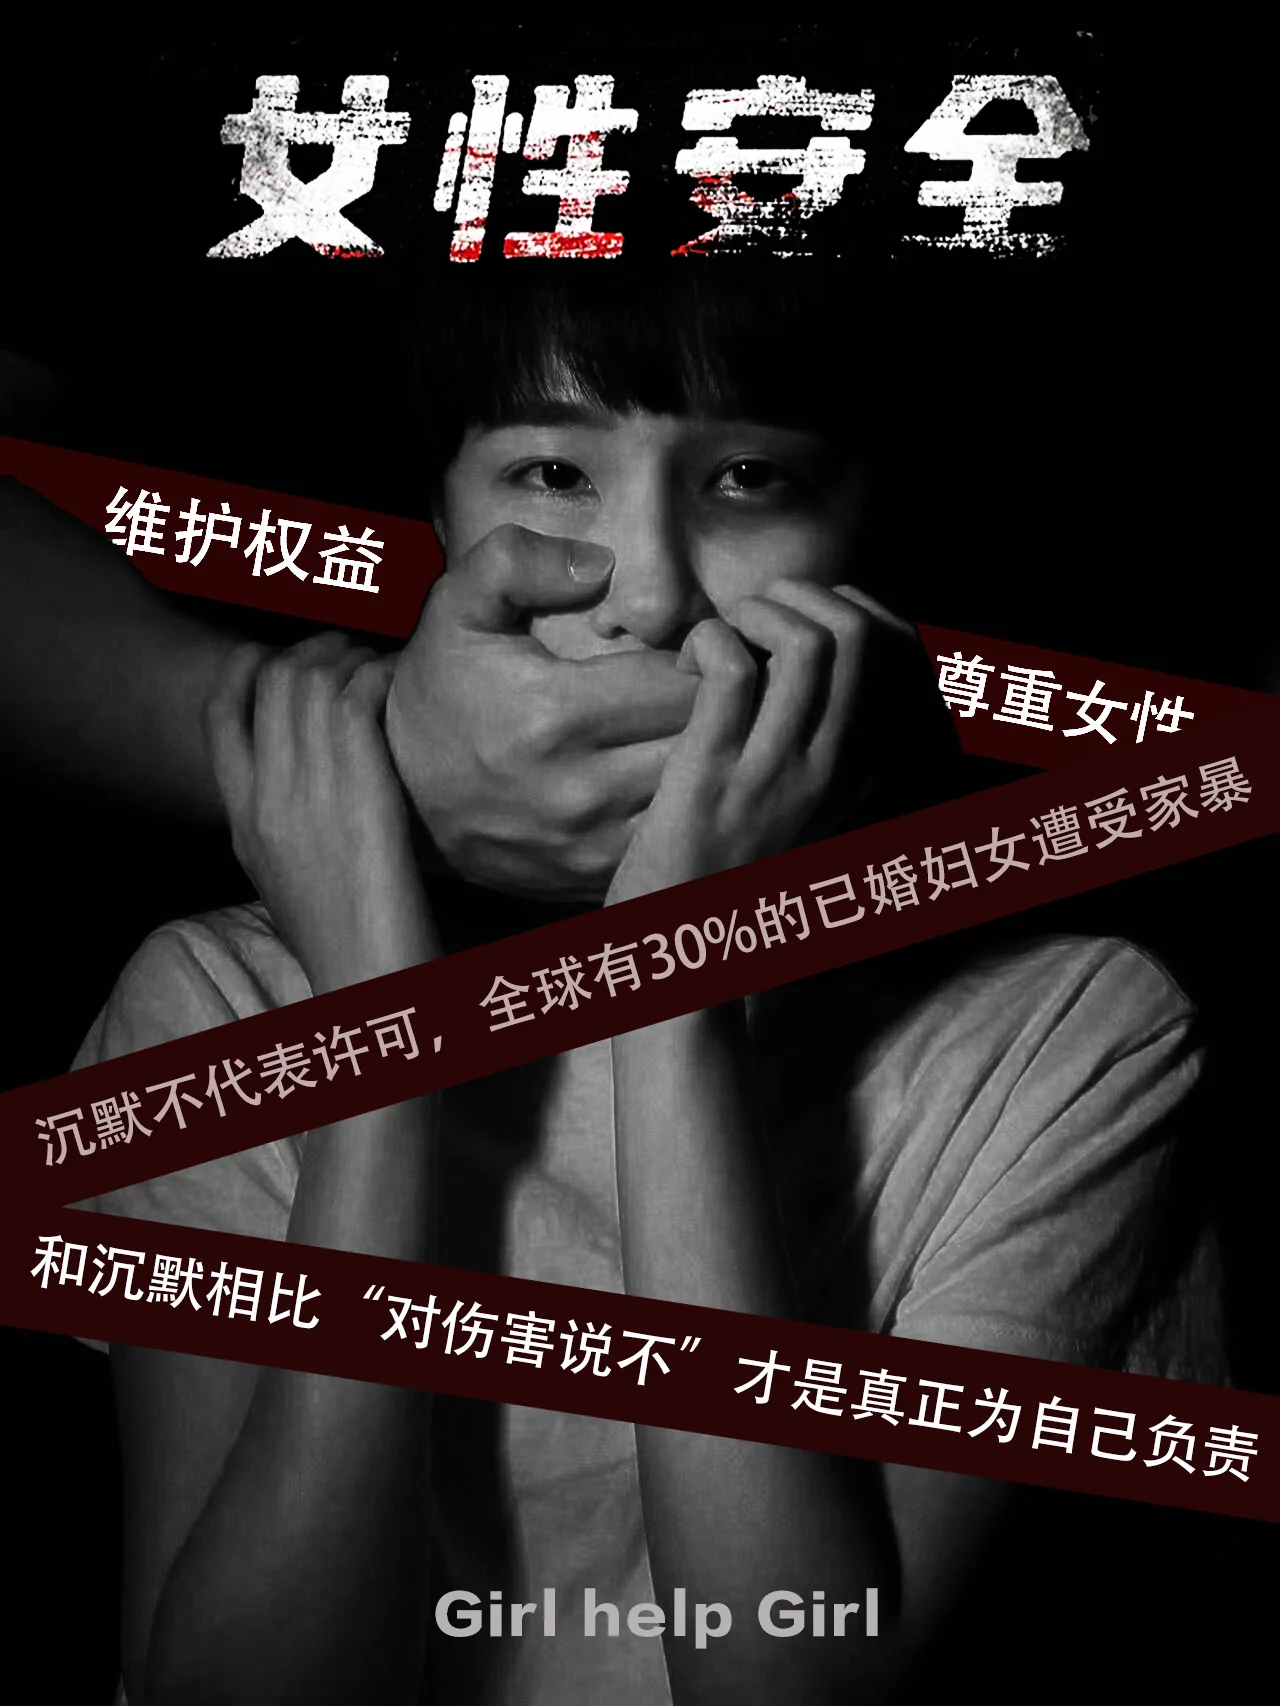 女性安全
维护权益
尊重女性
沉默不代表许可，全球有30%的已婚妇女遭受家暴
和沉默相比“对伤害说不”才是真正为自己负责
Girl help Girl